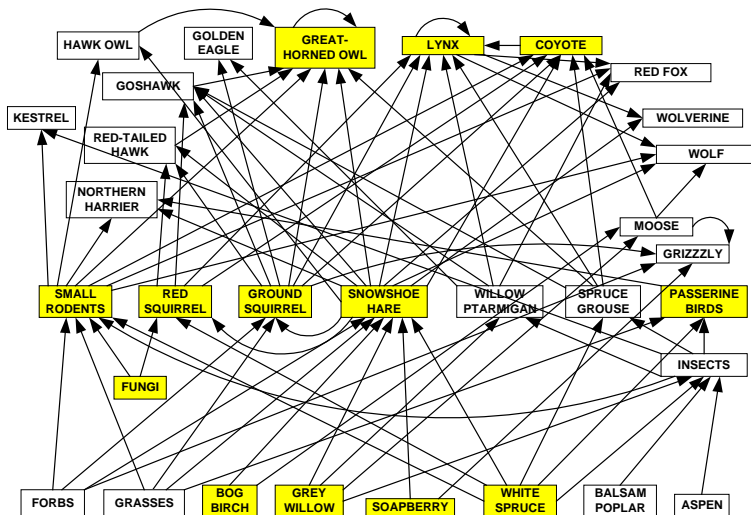 GOLDEN
EAGLE
HAWK OWL
GREAT-
HORNED OWL
LYNX
COYOTE
RED FOX
GOSHAWK
KESTREL
WOLVERINE
RED-TAILED
HAWK
WOLF
NORTHERN
HARRIER
MOOSE
GRIZZZLY
SMALL
RODENTS
RED
SQUIRREL
GROUND
SQUIRREL
SNOWSHOE
HARE
WILLOW
PTARMIGAN
SPRUCE
GROUSE
PASSERINE
BIRDS
INSECTS
FUNGI
FORBS
GRASSES
BOG
BIRCH
GREY
WILLOW
SOAPBERRY
WHITE
SPRUCE
BALSAM
POPLAR
ASPEN